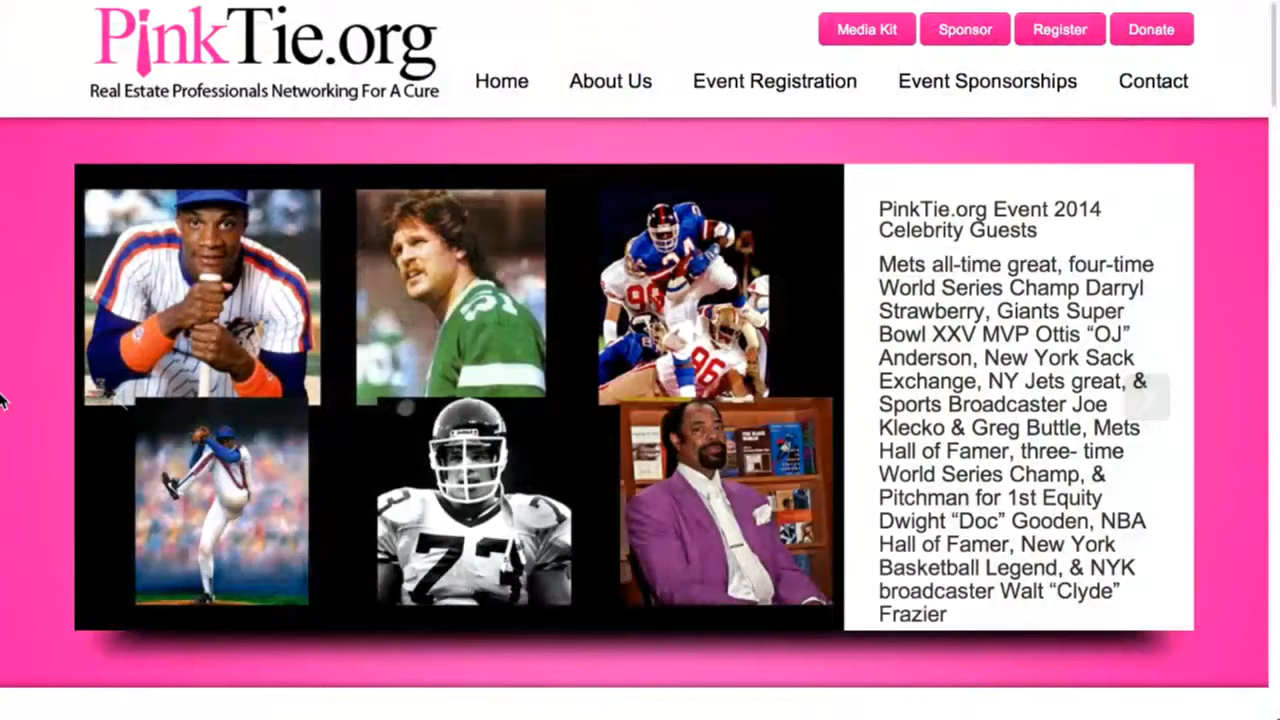 PinkTie.org
Real Estate Professionals Networking For A Cure
Media Kit
Sponsor
Register
Donate
Home
About Us
Event Registration
Event Sponsorships
Contact
PinkTie.org Event 2014
Celebrity Guests
Mets all-time great, four-time
World Series Champ Darryl
Strawberry, Giants Super
Bowl XXV MVP Ottis “OJ”
Anderson, New York Sack
Exchange, NY Jets great, &
Sports Broadcaster Joe
Klecko & Greg Buttle, Mets
Hall of Famer, three- time
World Series Champ, &
Pitchman for 1st Equity
Dwight “Doc” Gooden, NBA
Hall of Famer, New York
Basketball Legend, & NYK
broadcaster Walt “Clyde”
Frazier
51
24
96
73